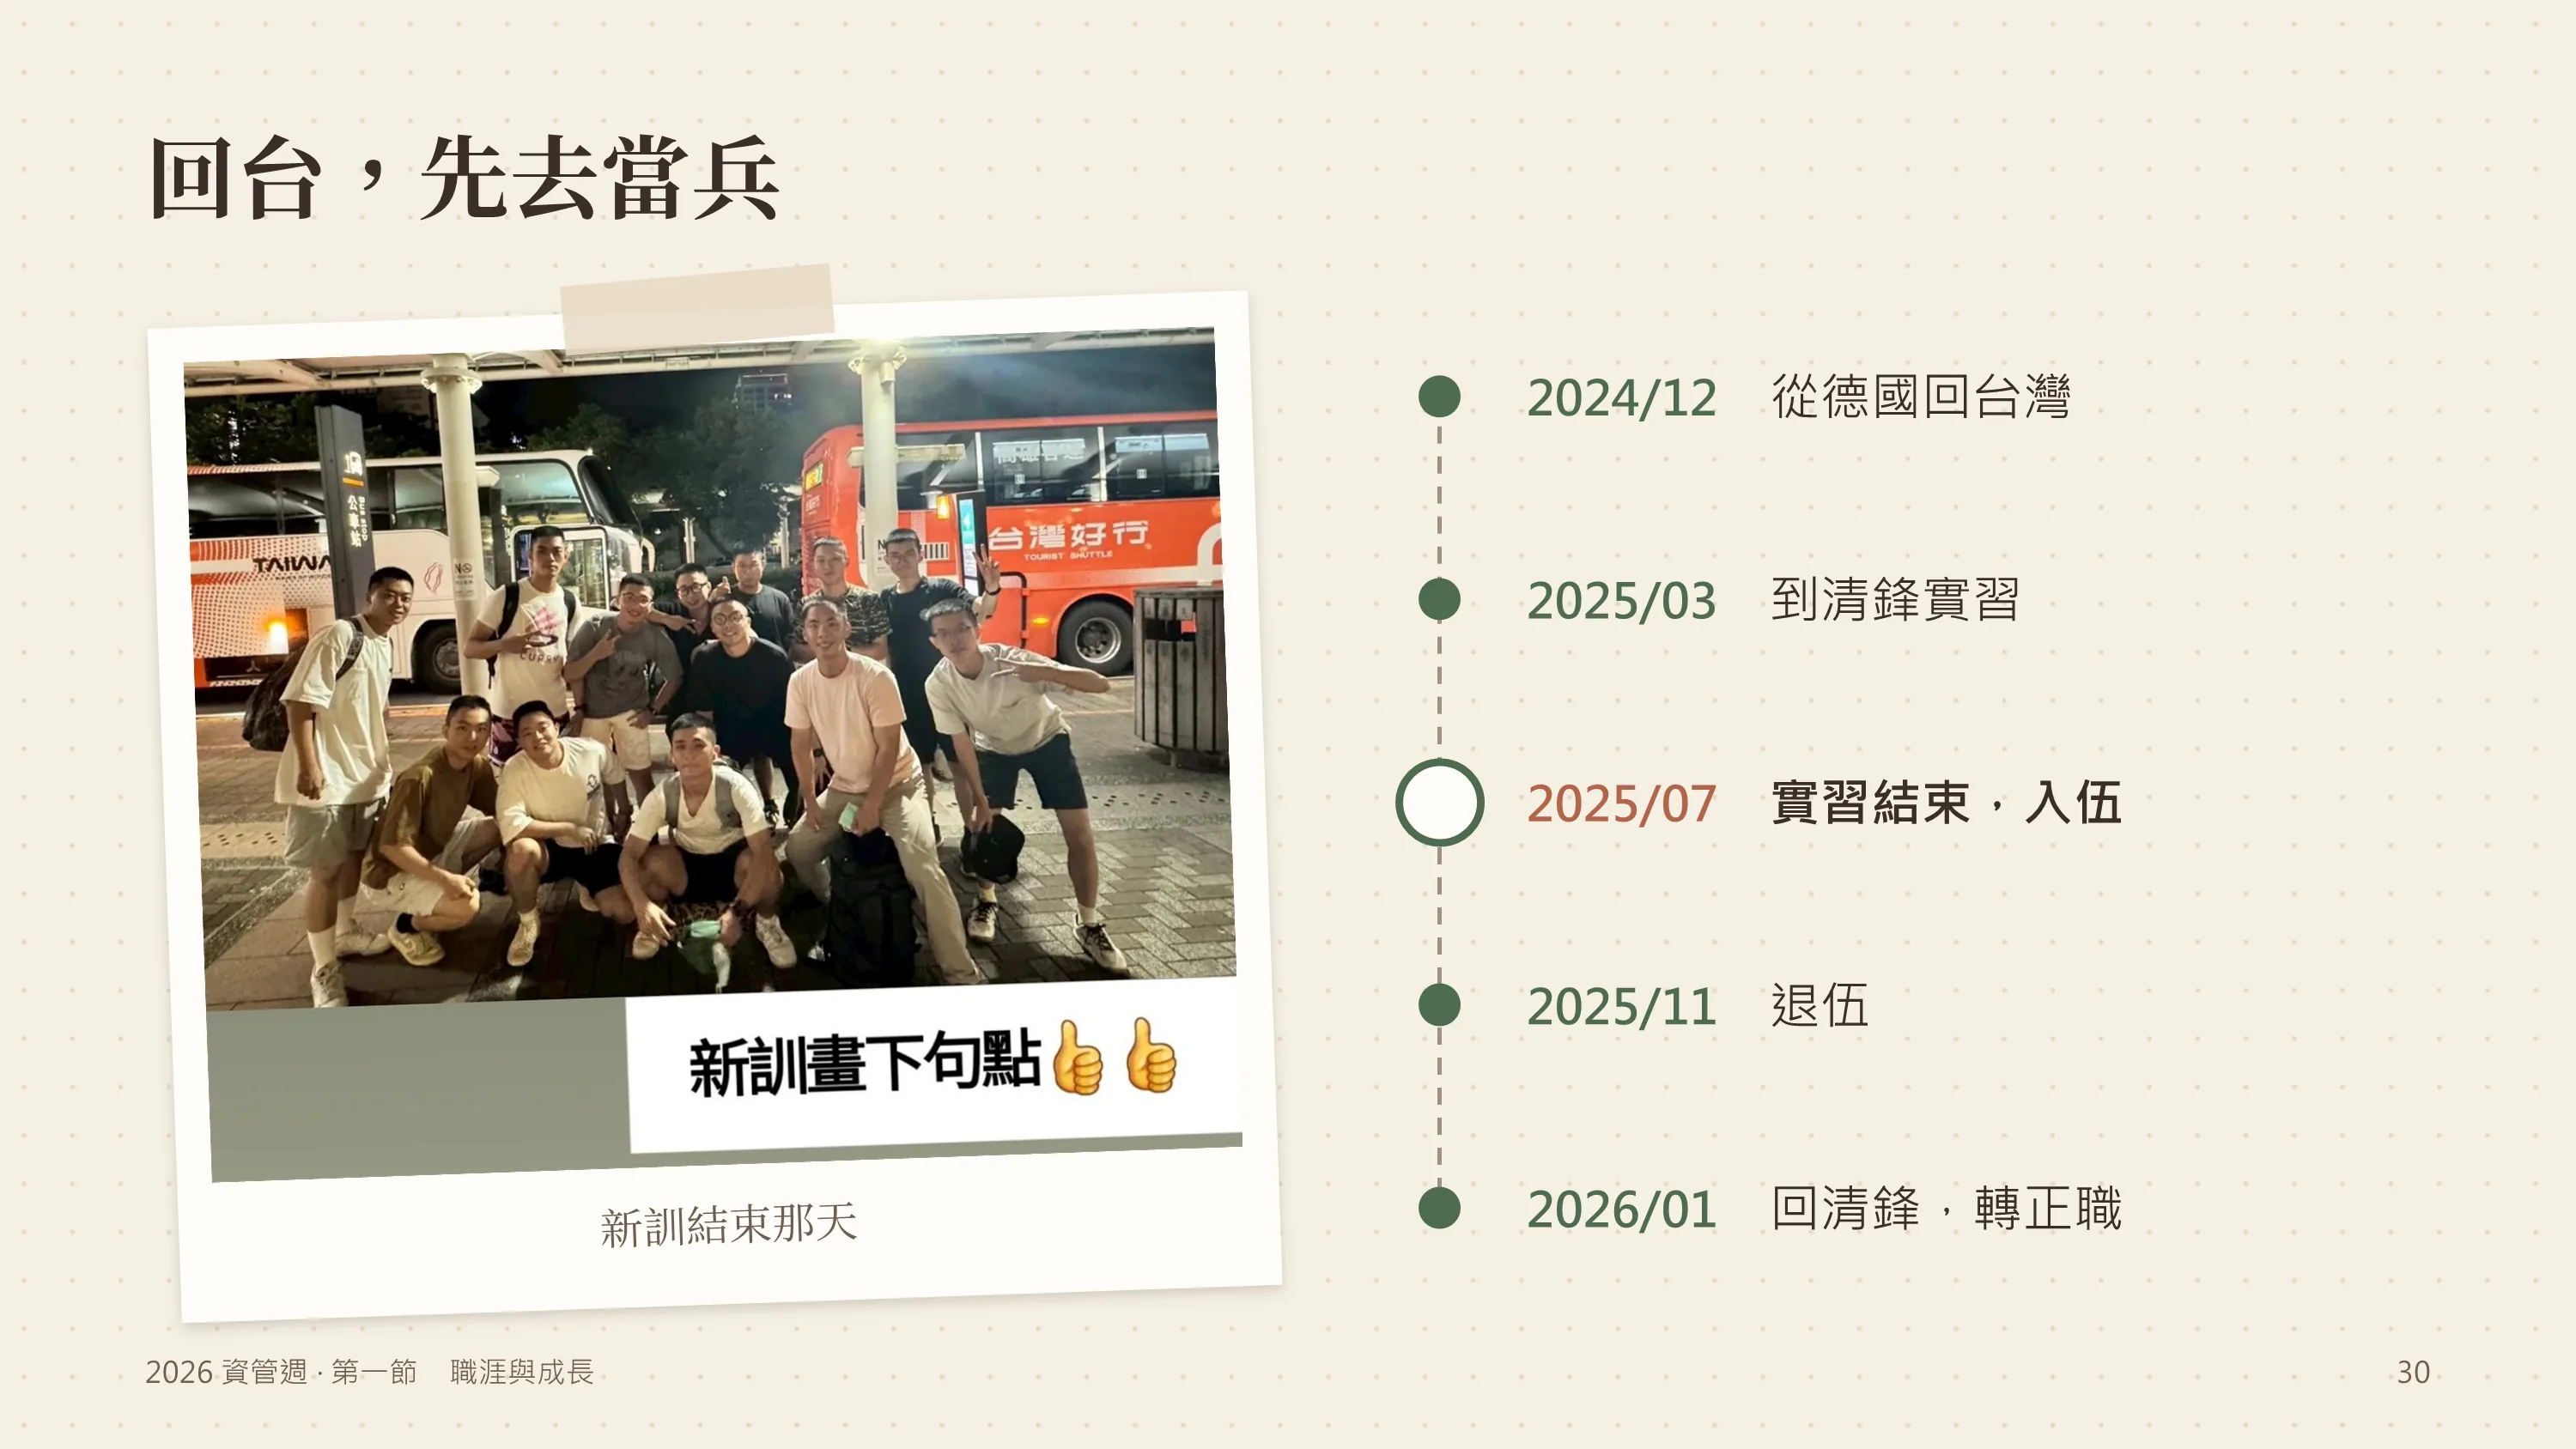 回台，先去當兵
TAIWAN
台灣好行
TOURIST SHUTTLE
新訓畫下句點👍👍
新訓結束那天
2024/12 從德國回台灣
2025/03 到清鋒實習
2025/07 實習結束，入伍
2025/11 退伍
2026/01 回清鋒，轉正職
2026 資管週 · 第一節 職涯與成長
30